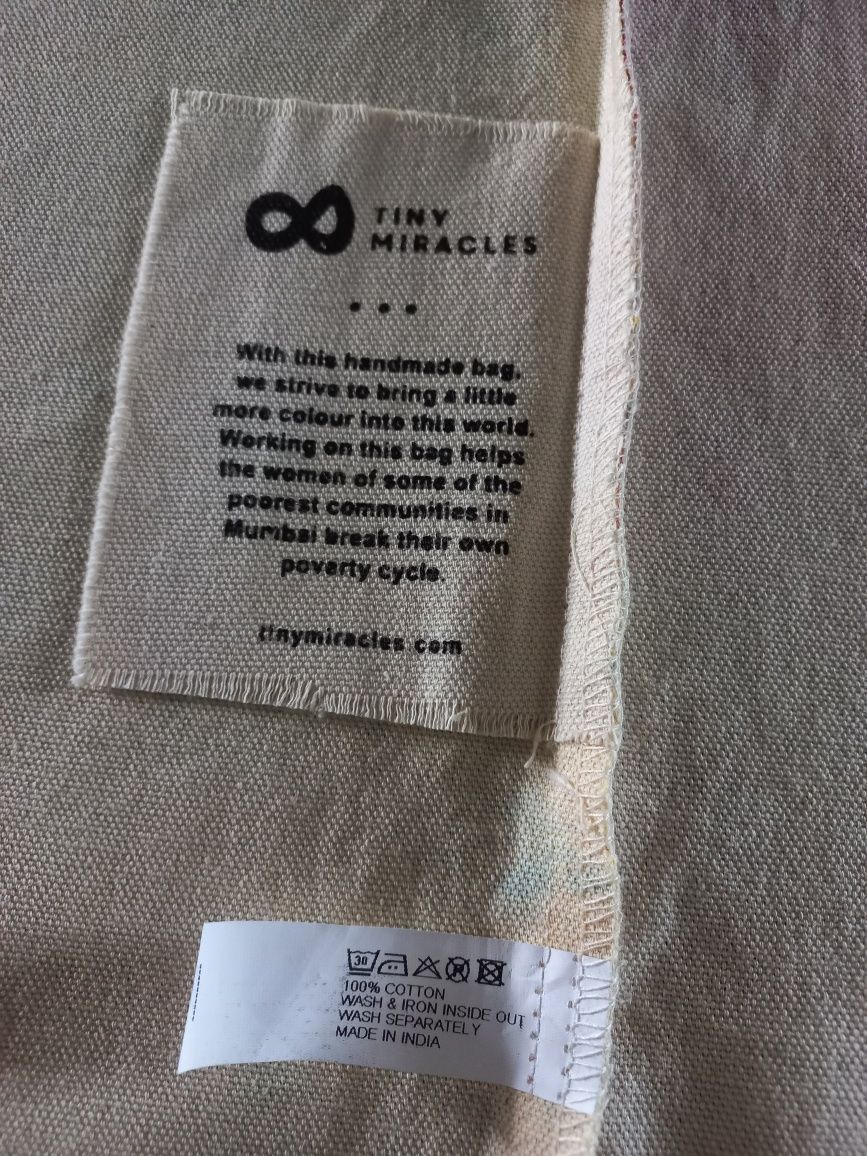 TINY
MIRACLES
• • •
With this handmade bag,
we strive to bring a little
more colour into this world.
Working on this bag helps
the women of some of the
poorest communities in
Mumbai break their own
poverty cycle.
tinymiracles.com
30
100% COTTON
WASH & IRON INSIDE OUT
WASH SEPARATELY
MADE IN INDIA